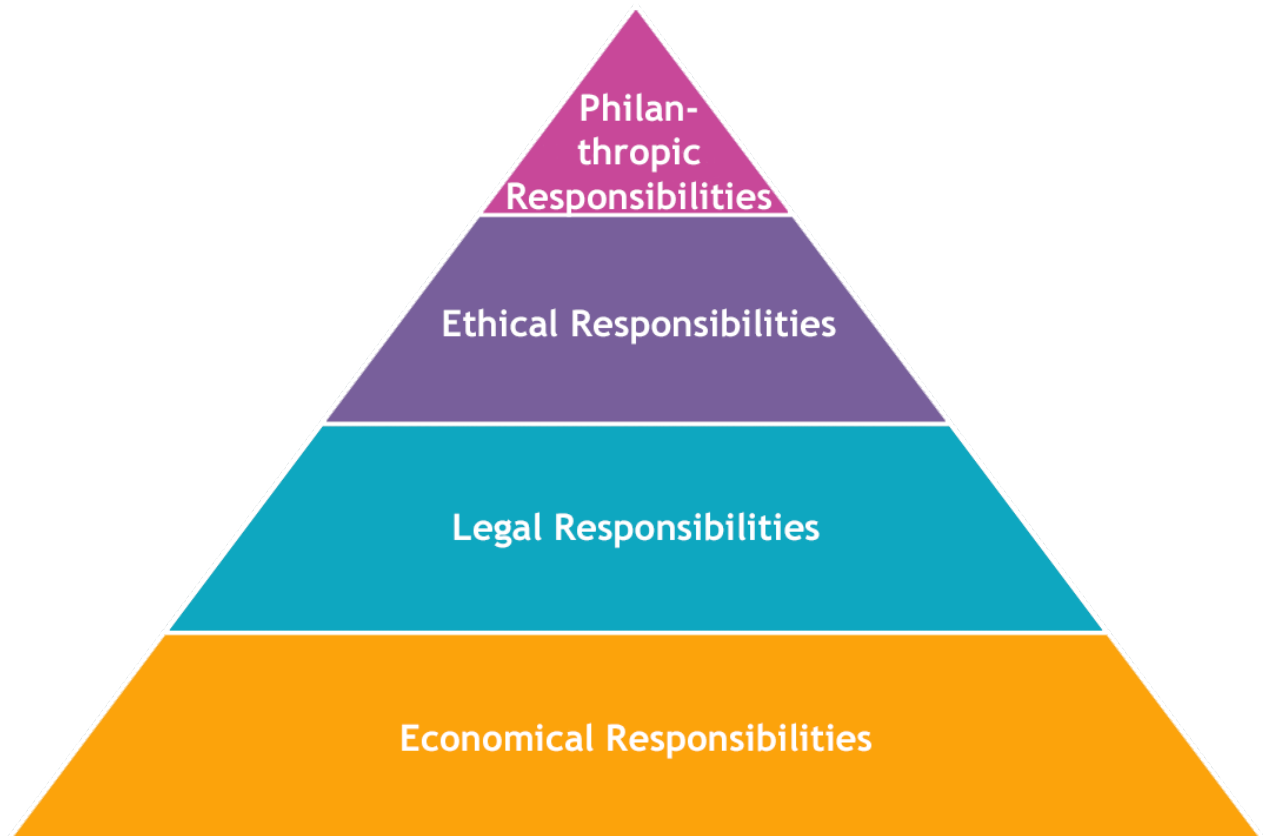 Philan-
thropic
Responsibilities
Ethical Responsibilities
Legal Responsibilities
Economical Responsibilities